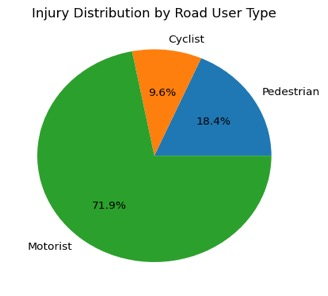 Injury Distribution by Road User Type
Cyclist
9.6%
Pedestrian
18.4%
71.9%
Motorist